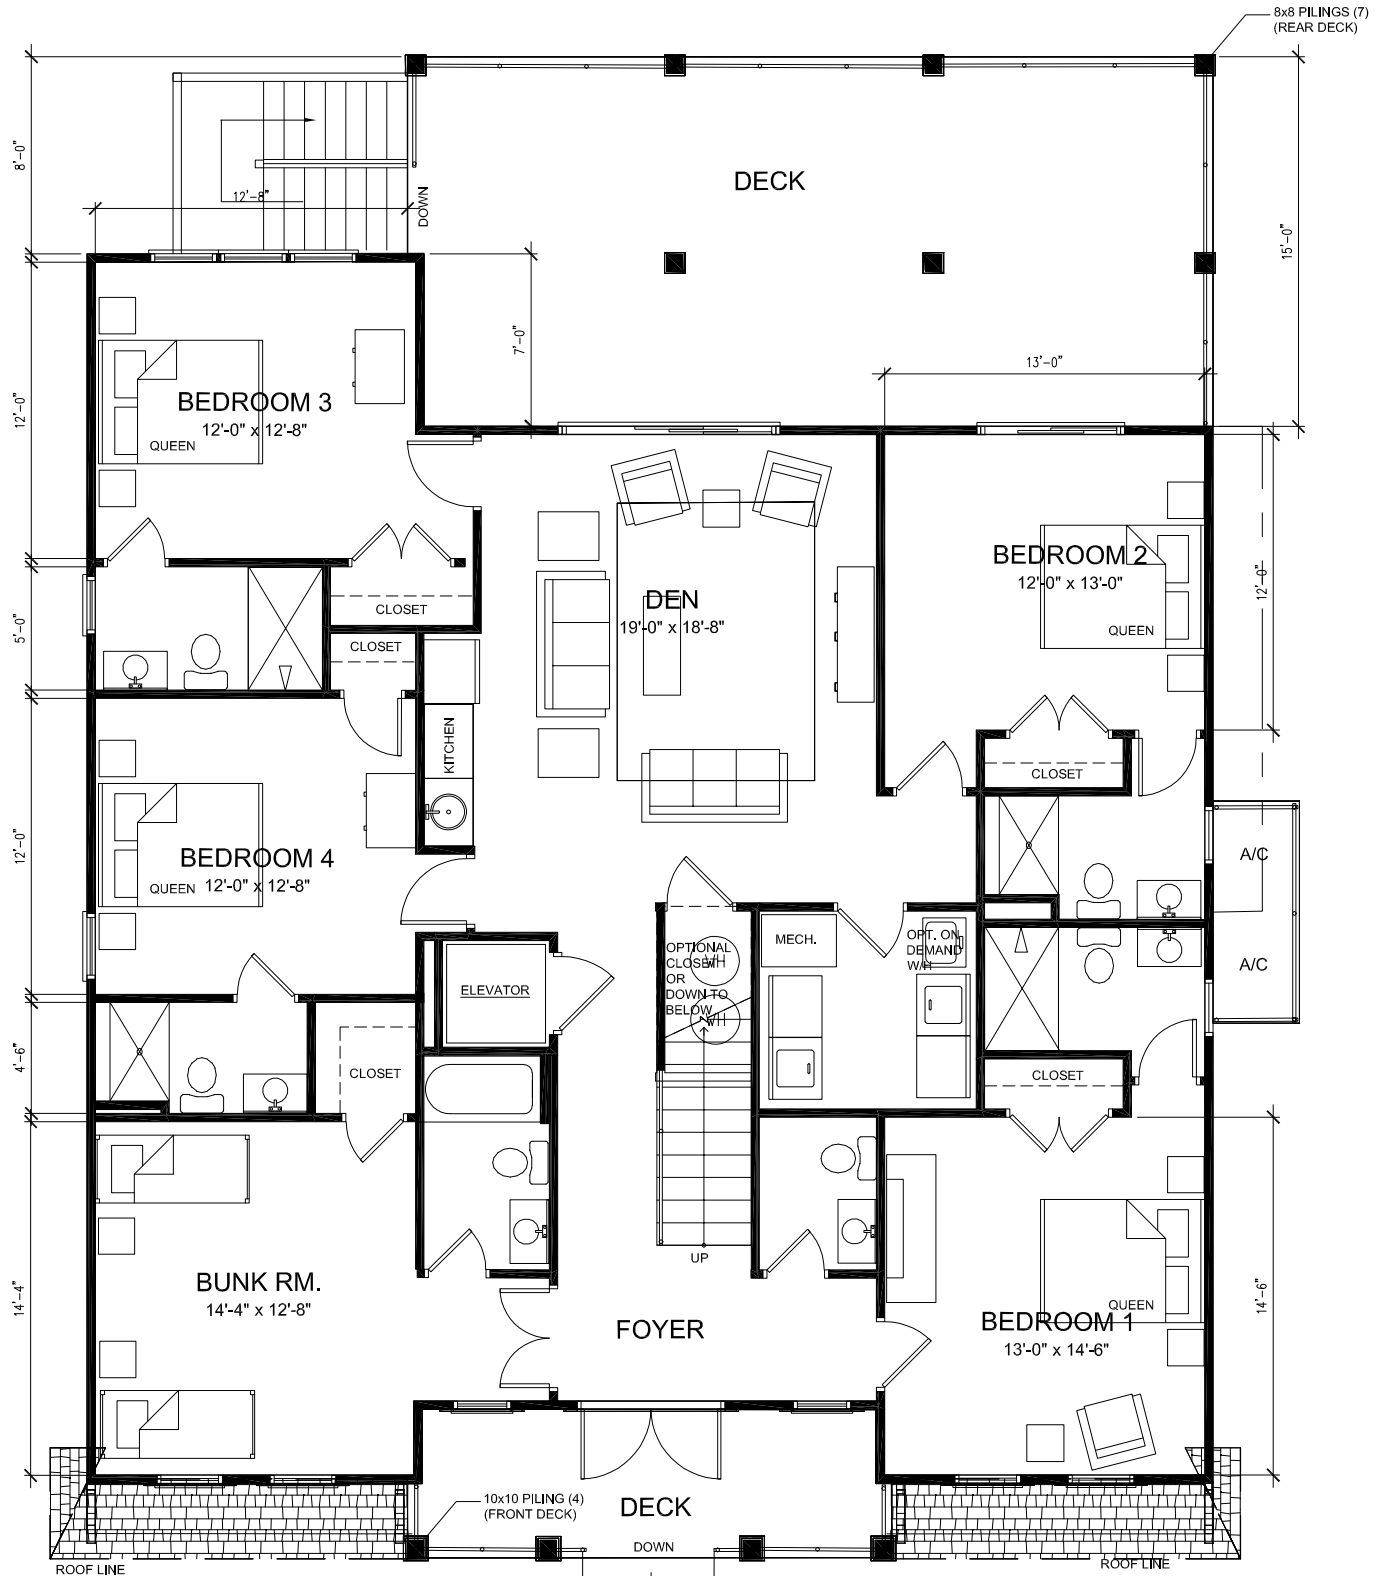 8x8 PILINGS (7)
(REAR DECK)
8'-0"
12'-8"
DOWN
DECK
15'-0"
7'-0"
13'-0"
12'-0"
BEDROOM 3
12'-0" x 12'-8"
QUEEN
CLOSET
5'-0"
CLOSET
DEN
19'-0" x 18'-8"
BEDROOM 2
12'-0" x 13'-0"
QUEEN
12'-0"
CLOSET
KITCHEN
12'-0"
BEDROOM 4
12'-0" x 12'-8"
QUEEN
A/C
A/C
OPTIONAL
CLOSET
OR
DOWN TO
BELOW
W/H
W/H
MECH.
OPT. ON
DEMAND
W/H
ELEVATOR
4'-6"
CLOSET
CLOSET
UP
14'-4"
BUNK RM.
14'-4" x 12'-8"
FOYER
BEDROOM 1
13'-0" x 14'-6"
QUEEN
14'-6"
10x10 PILING (4)
(FRONT DECK)
DECK
DOWN
ROOF LINE
ROOF LINE